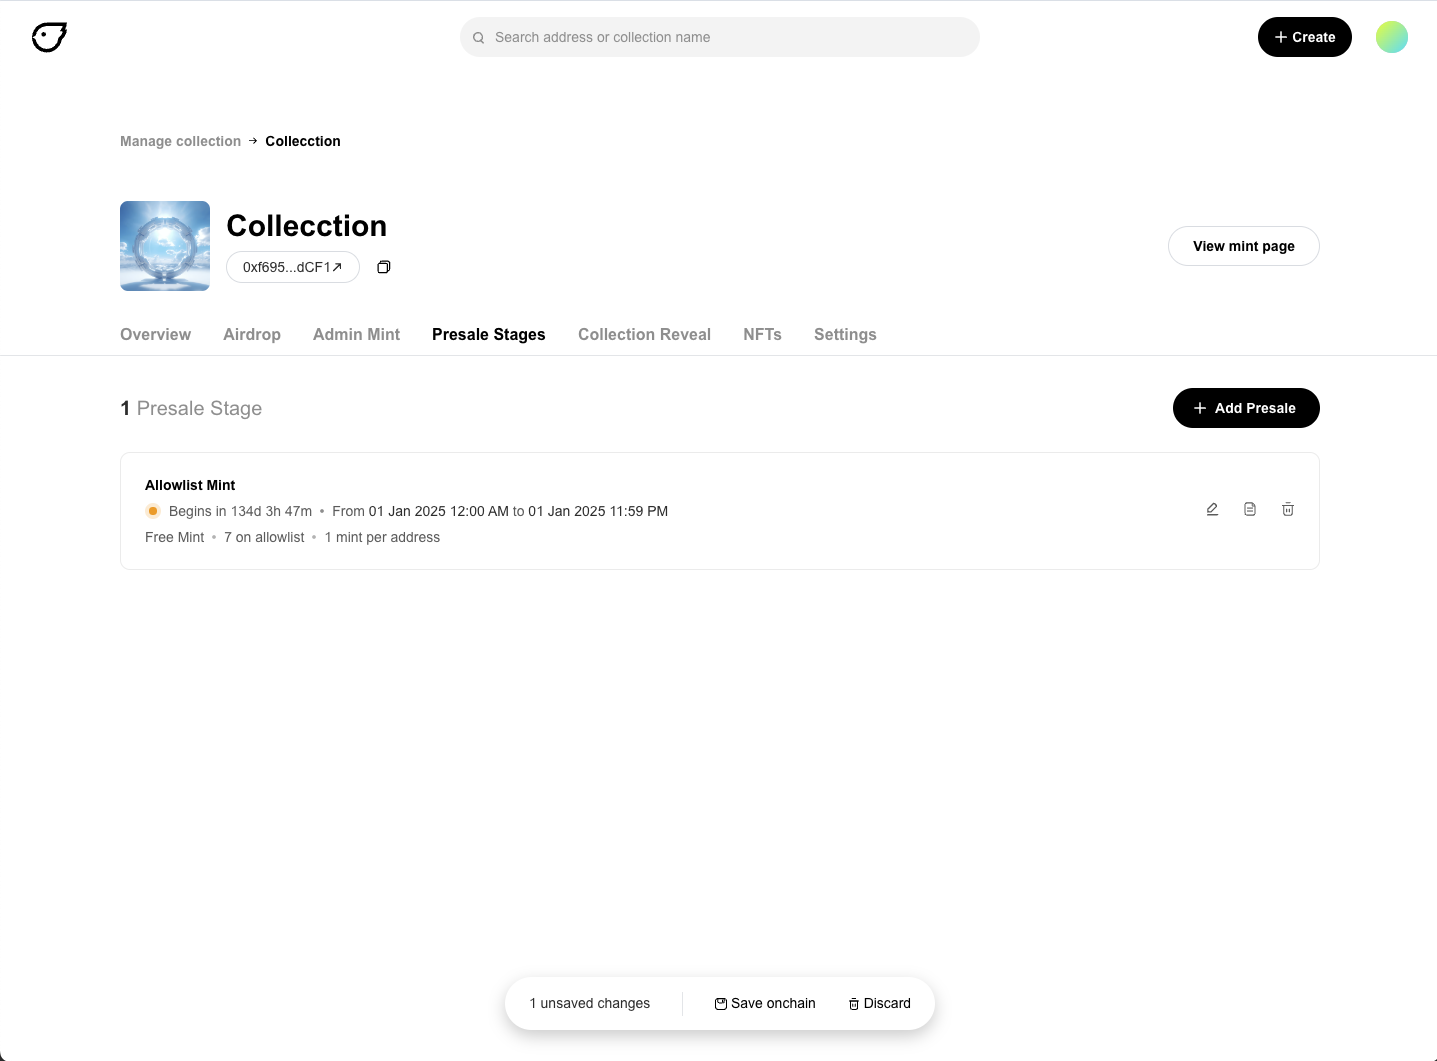 Search address or collection name
Create
Manage collection → Collecction
Collecction
0xf695...dCF1↗
View mint page
Overview Airdrop Admin Mint Presale Stages Collection Reveal NFTs Settings
1 Presale Stage
+ Add Presale
Allowlist Mint
Begins in 134d 3h 47m • From 01 Jan 2025 12:00 AM to 01 Jan 2025 11:59 PM
Free Mint • 7 on allowlist • 1 mint per address
1 unsaved changes Save onchain Discard